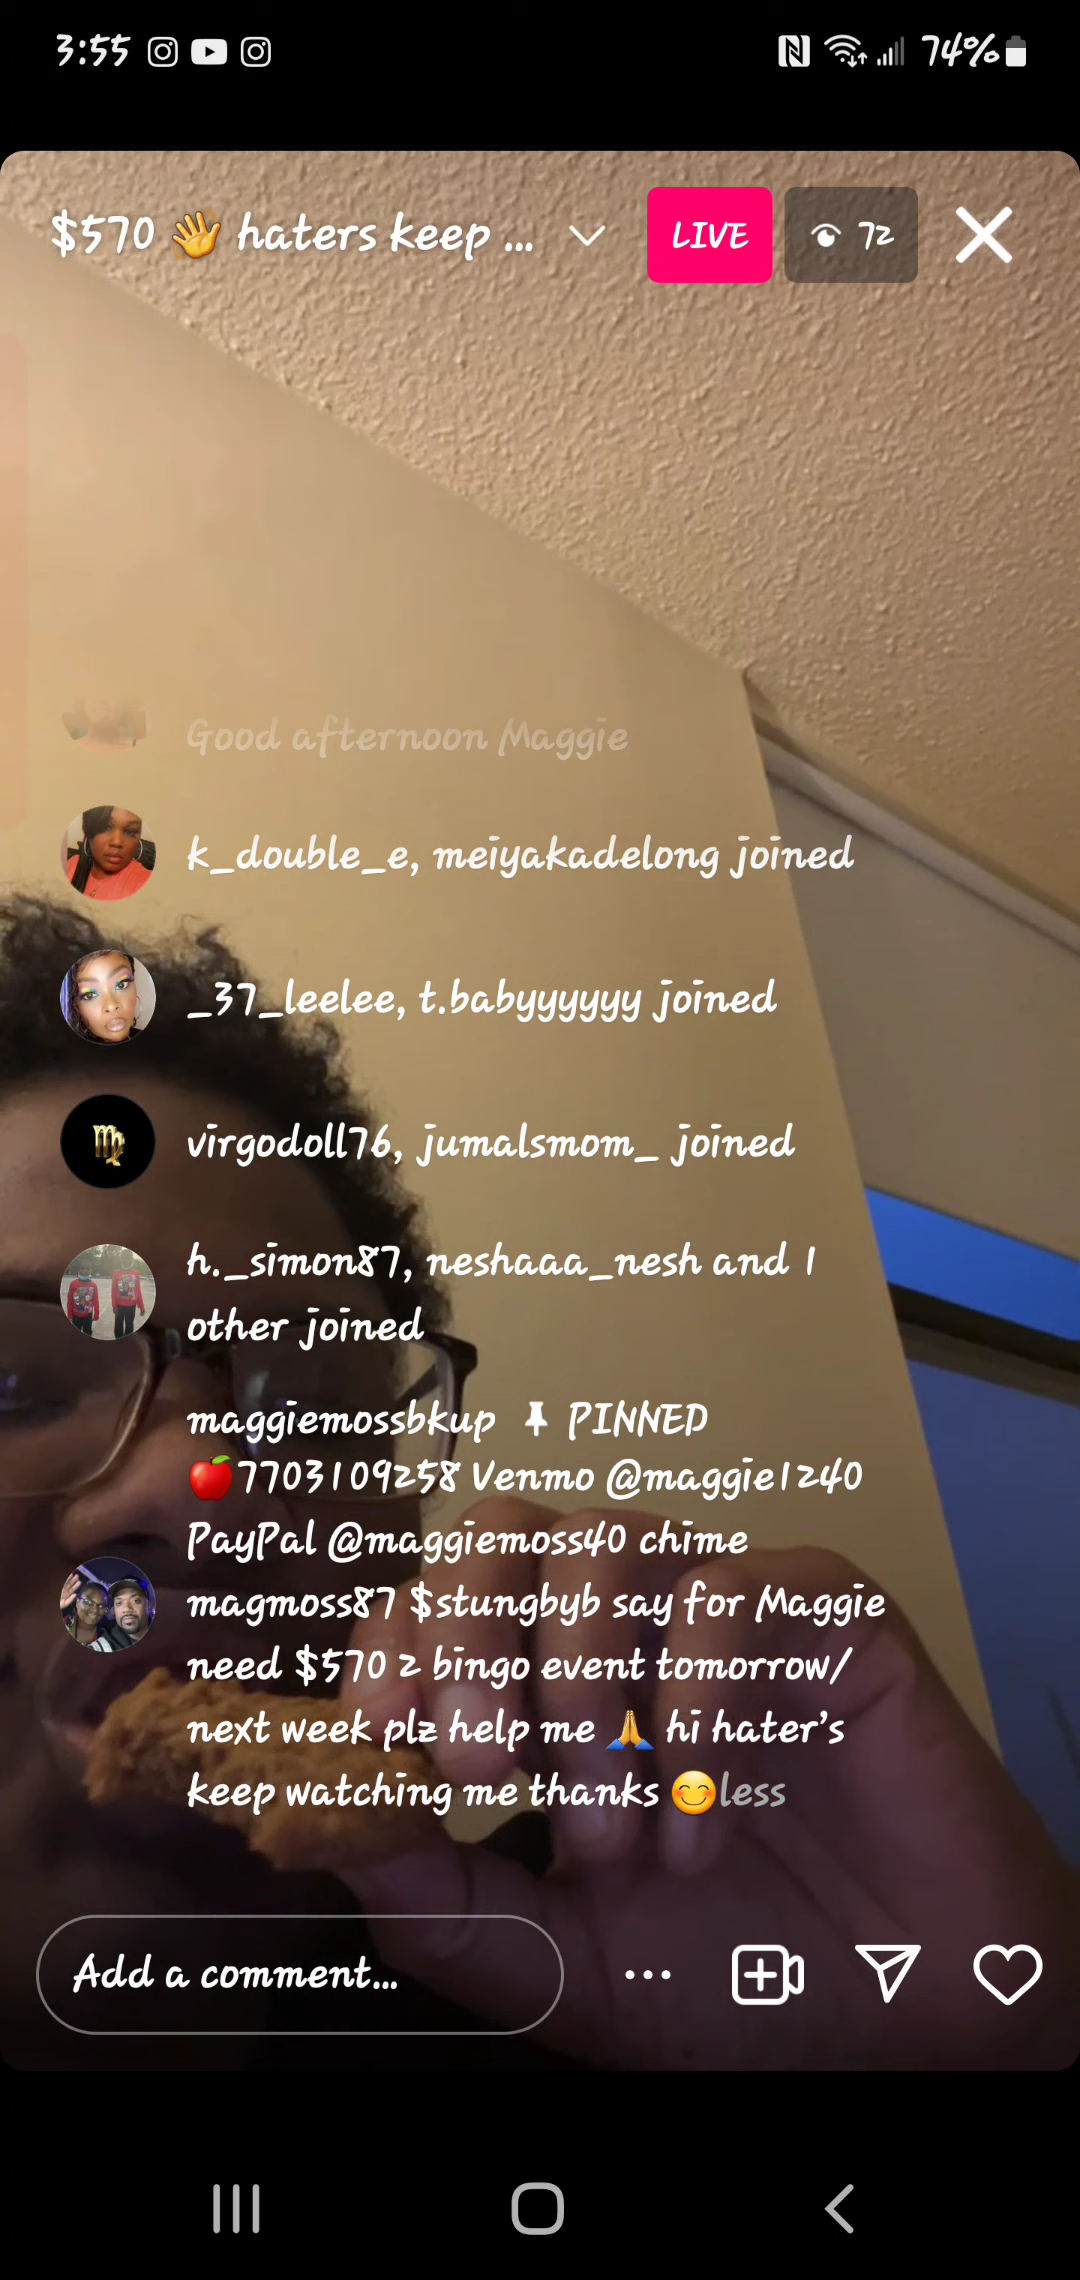 3:55 74%
$570 👋 haters keep ... LIVE 72
Good afternoon Maggie
k_double_e, meiyakadelong joined
_37_leelee, t.babyyyyyy joined
virgodoll76, jumalsmom_ joined
h._simon87, neshaaa_nesh and 1
other joined
maggiemossbkup PINNED
🍎7703109258 Venmo @maggie1240
PayPal @maggiemoss40 chime
magmoss87 $stungbyb say for Maggie
need $570 2 bingo event tomorrow/
next week plz help me 🙏 hi hater's
keep watching me thanks 😊less
Add a comment...